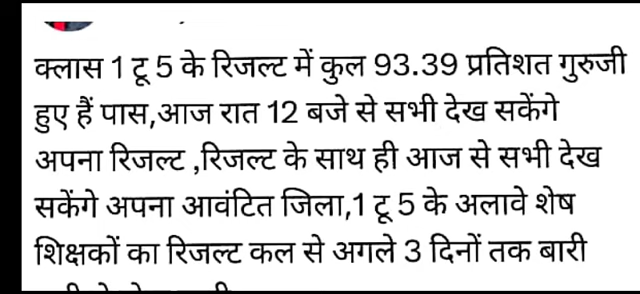 क्लास 1 टू 5 के रिजल्ट में कुल 93.39 प्रतिशत गुरुजी
हुए हैं पास,आज रात 12 बजे से सभी देख सकेंगे
अपना रिजल्ट ,रिजल्ट के साथ ही आज से सभी देख
सकेंगे अपना आवंटित जिला,1 टू 5 के अलावे शेष
शिक्षकों का रिजल्ट कल से अगले 3 दिनों तक बारी